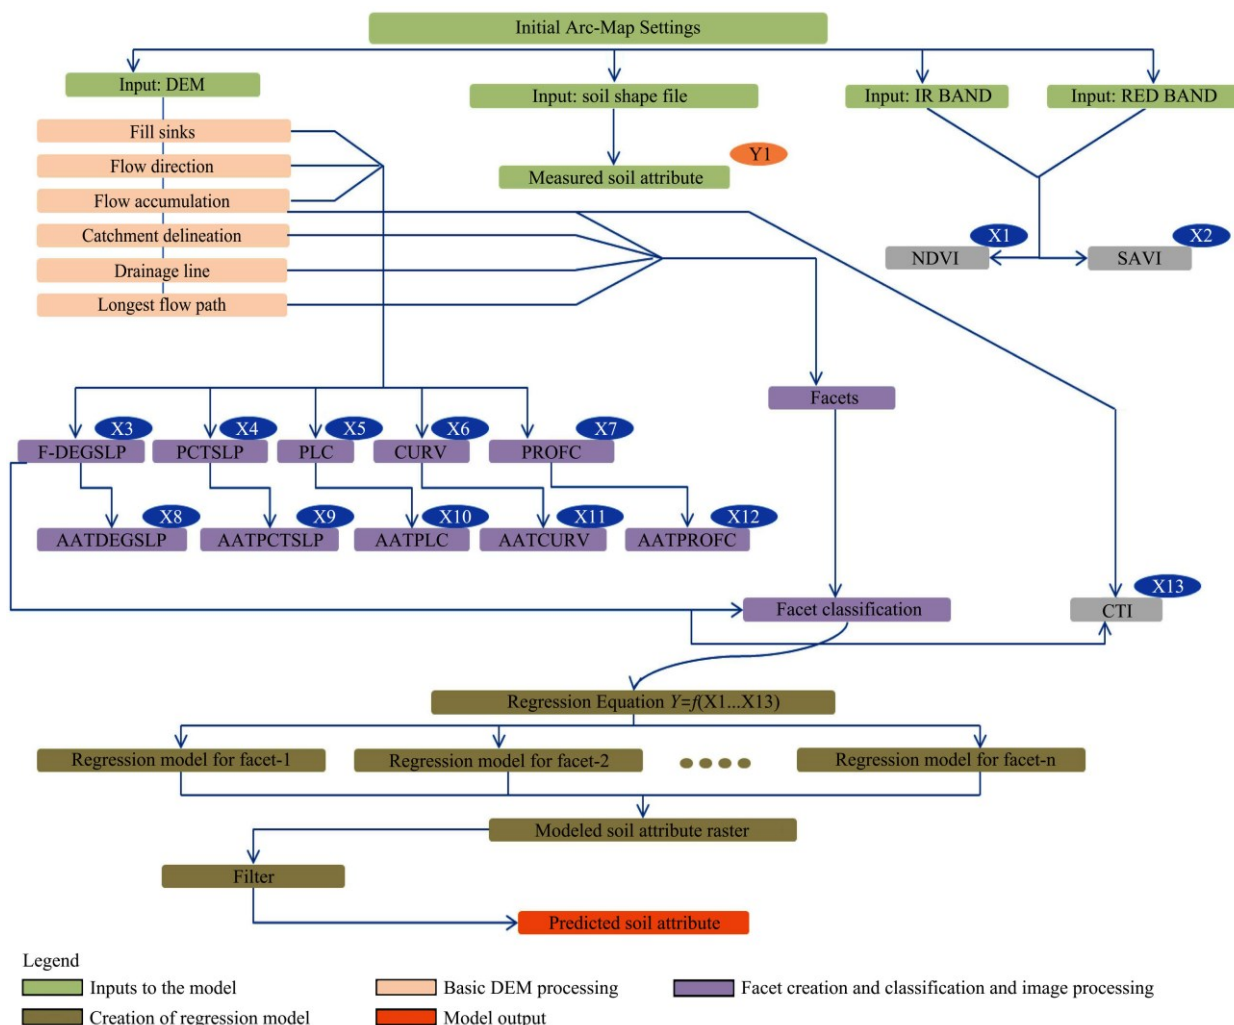 Initial Arc-Map Settings
Input: DEM
Input: soil shape file
Input: IR BAND
Input: RED BAND
Fill sinks
Flow direction
Flow accumulation
Catchment delineation
Drainage line
Longest flow path
Y1
Measured soil attribute
X1
NDVI
X2
SAVI
Facets
X3
F-DEGSLP
X4
PCTSLP
X5
PLC
X6
CURV
X7
PROFC
X8
AATDEGSLP
X9
AATPCTSLP
X10
AATPLC
X11
AATCURV
X12
AATPROFC
Facet classification
X13
CTI
Regression Equation Y=f(X1...X13)
Regression model for facet-1
Regression model for facet-2
Regression model for facet-n
Modeled soil attribute raster
Filter
Predicted soil attribute
Legend
Inputs to the model
Basic DEM processing
Facet creation and classification and image processing
Creation of regression model
Model output